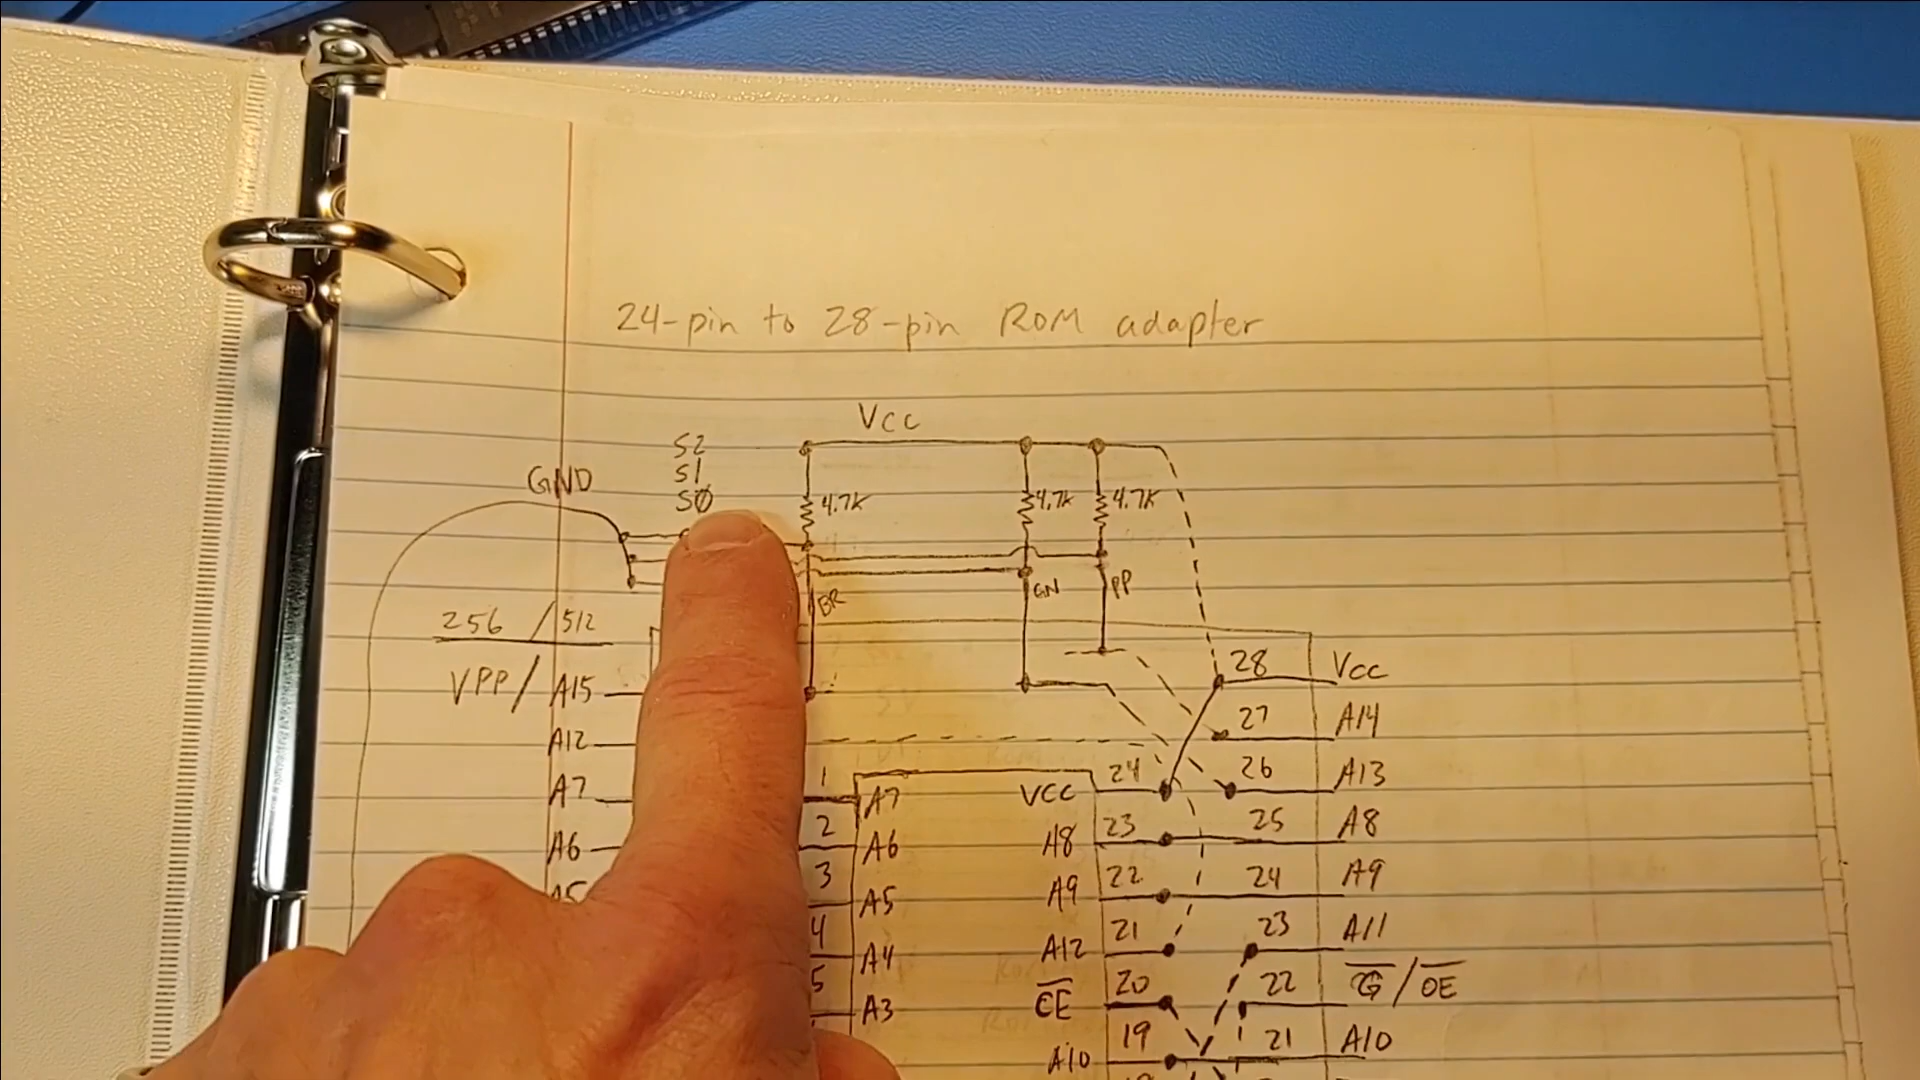 24-pin to 28-pin ROM adapter
Vcc
S2
S1
SØ
GND
4.7K 4.7K 4.7K
BR GN PP
256/512
VPP/A15
28 Vcc
27 A14
A12
24 26 A13
A7 1 A7 VCC
2 A8 23 25 A8
A6 A6
3 A9 22 24 A9
A5 A5
4 A12 21 23 A11
A4
5 C̅E̅ 20 22 G̅/O̅E̅
A3
A10 19 21 A10